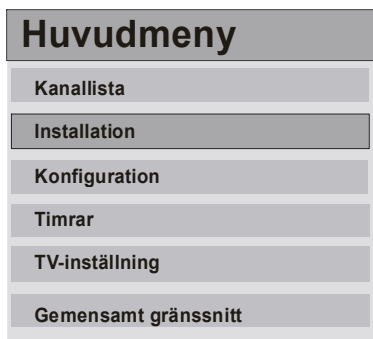 Huvudmeny
Kanallista
Installation
Konfiguration
Timrar
TV-inställning
Gemensamt gränssnitt